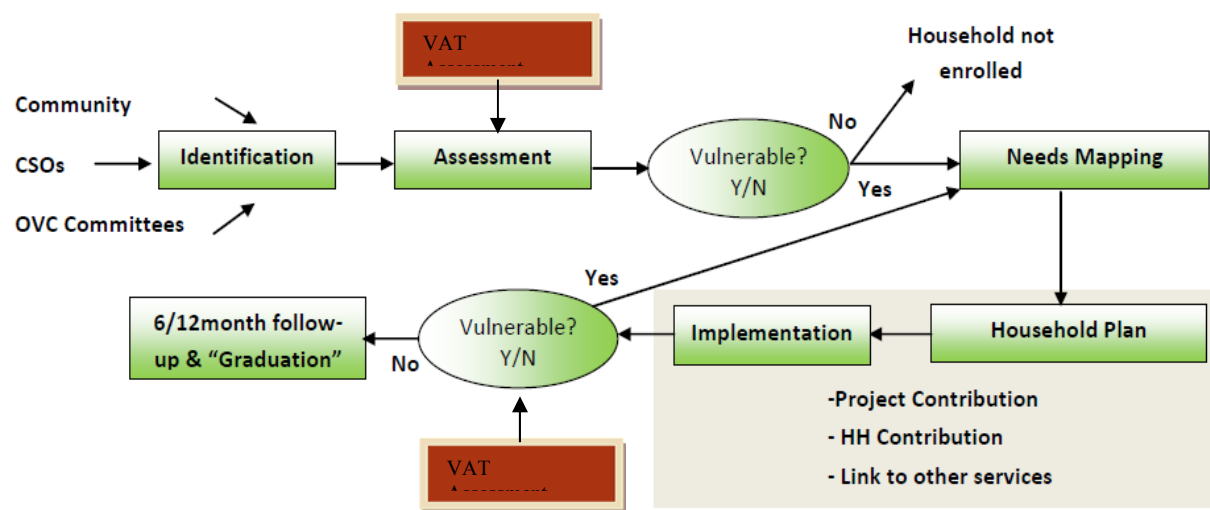 VAT
Household not
enrolled
Community
CSOs
OVC Committees
Identification
Assessment
Vulnerable?
Y/N
No
Yes
Needs Mapping
Yes
6/12month follow-
up & “Graduation”
No
Vulnerable?
Y/N
Implementation
Household Plan
-Project Contribution
- HH Contribution
- Link to other services
VAT